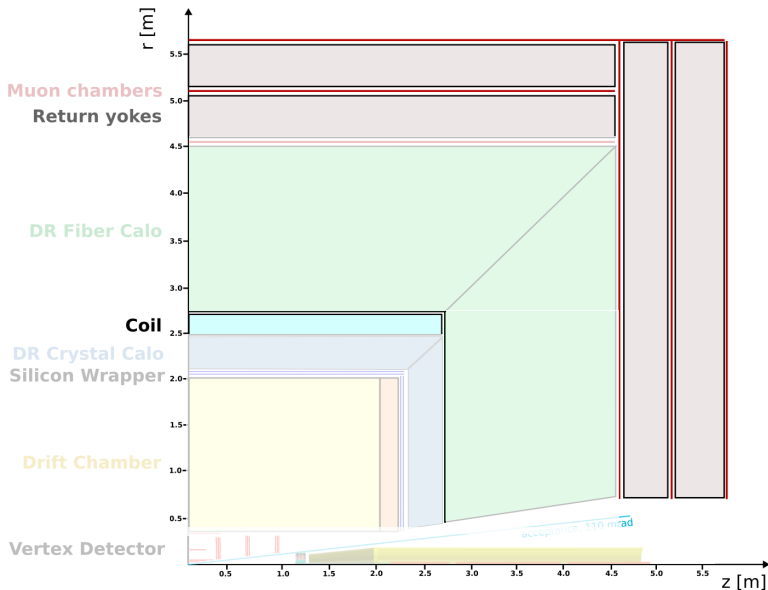 r [m]
5.5
Muon chambers
5.0
Return yokes
4.5
4.0
DR Fiber Calo
3.5
3.0
Coil
2.5
DR Crystal Calo
Silicon Wrapper
2.0
1.5
Drift Chamber
1.0
0.5
acceptance 110 mrad
Vertex Detector
0.5
1.0
1.5
2.0
2.5
3.0
3.5
4.0
4.5
5.0
5.5
z [m]